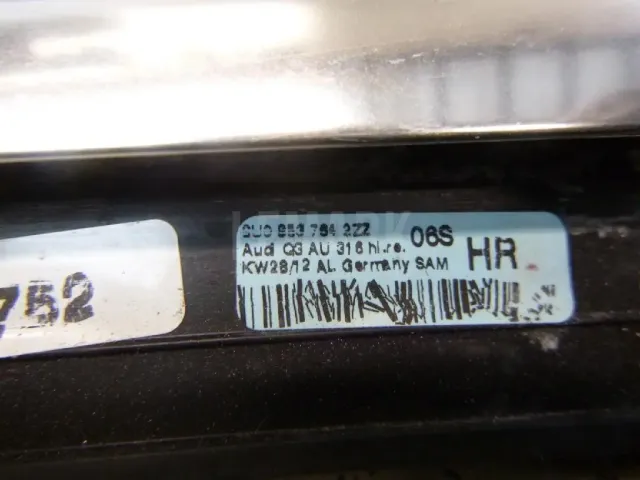 8U0 853 764 2ZZ
Audi Q3 AU 316 hi.re.
KW28/12 AL Germany SAM
06S
HR
752